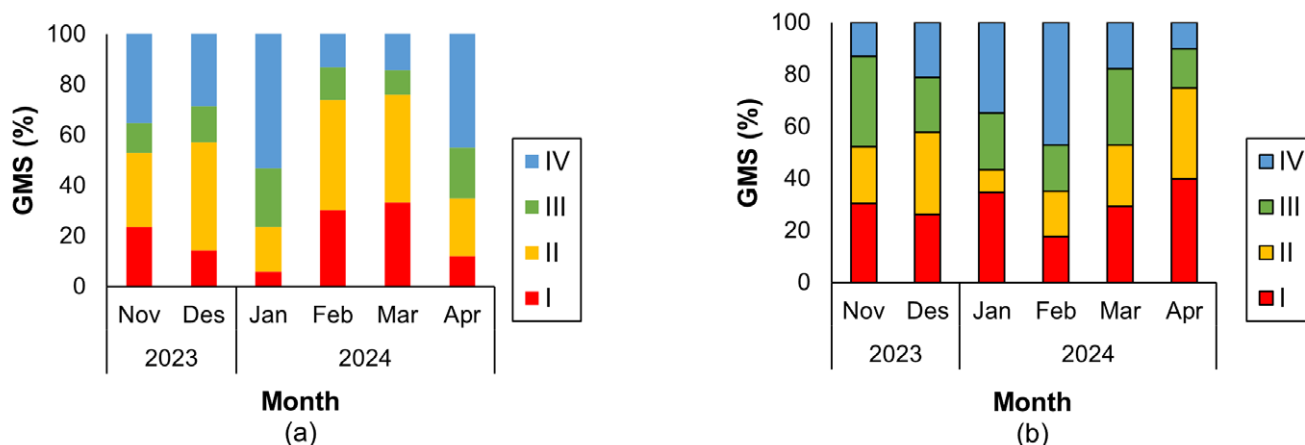 100
80
60
40
20
0
GMS (%)
Nov Des Jan Feb Mar Apr
2023 2024
Month
(a)
IV
III
II
I
100
80
60
40
20
0
GMS (%)
Nov Des Jan Feb Mar Apr
2023 2024
Month
(b)
IV
III
II
I